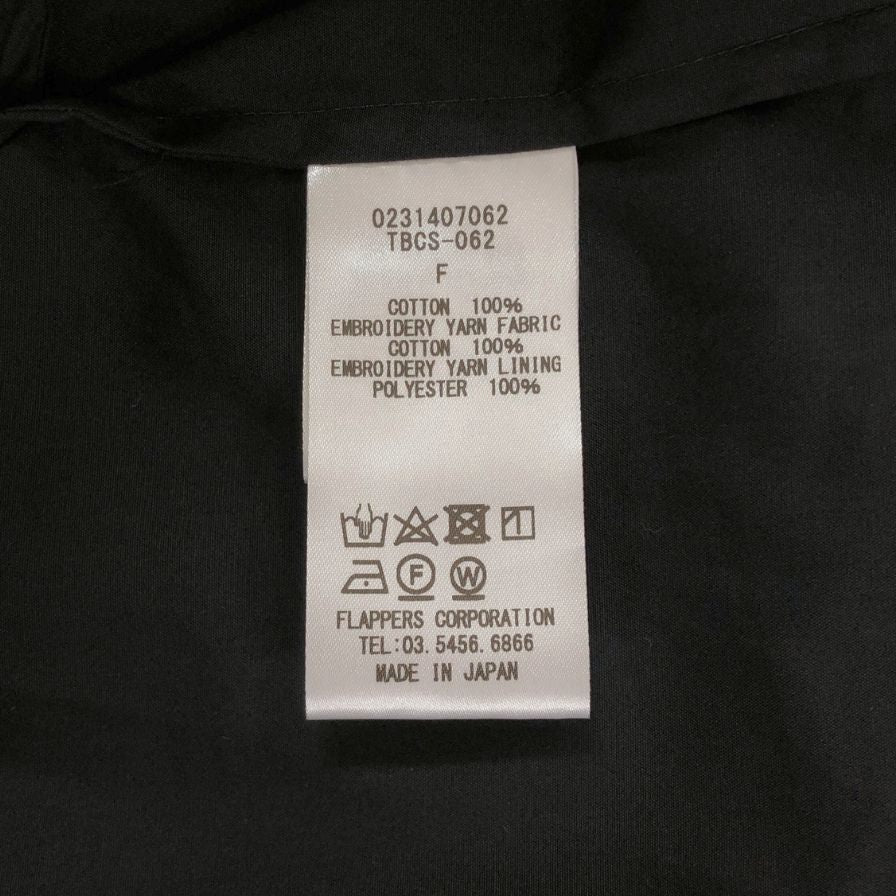 0231407062
TBCS-062
F
COTTON 100%
EMBROIDERY YARN FABRIC
COTTON 100%
EMBROIDERY YARN LINING
POLYESTER 100%
F W
FLAPPERS CORPORATION
TEL:03.5456.6866
MADE IN JAPAN